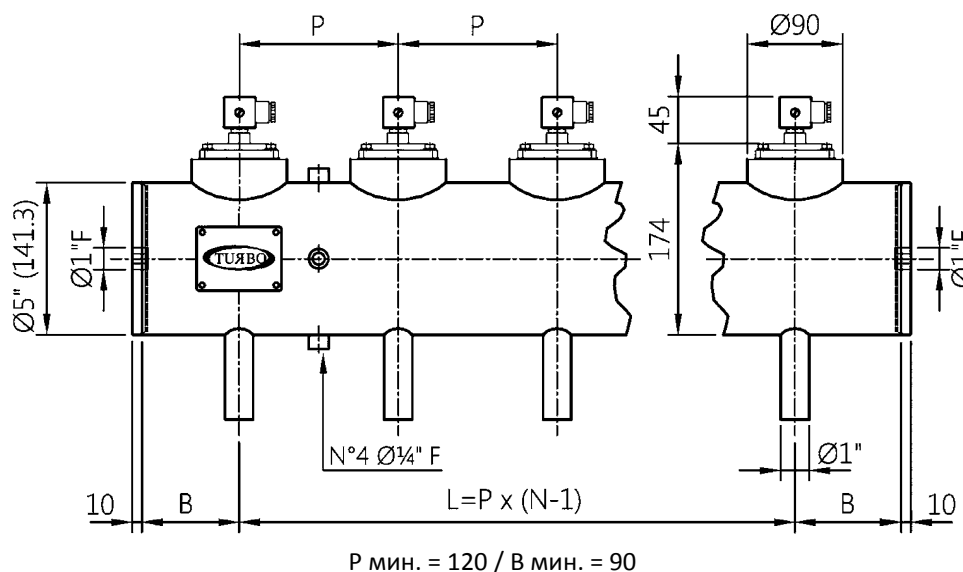 P
P
Ø90
45
174
Ø5" (141.3)
Ø1"F
TURBO
Ø1"F
N°4 Ø¼" F
Ø1"
10
B
L=P x (N-1)
B
10
P мин. = 120 / B мин. = 90